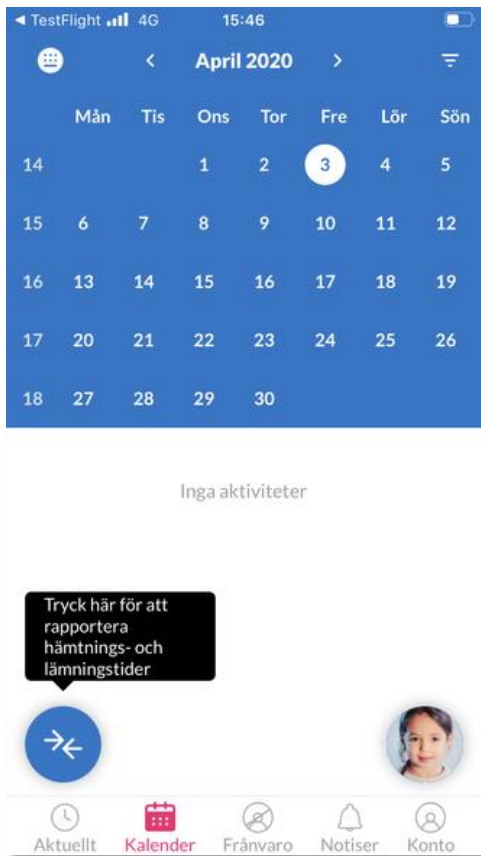 ◀ TestFlight 4G 15:46
April 2020
Mån Tis Ons Tor Fre Lör Sön
14 1 2 3 4 5
15 6 7 8 9 10 11 12
16 13 14 15 16 17 18 19
17 20 21 22 23 24 25 26
18 27 28 29 30
Inga aktiviteter
Tryck här för att
rapportera
hämtnings- och
lämningstider
Aktuellt Kalender Frånvaro Notiser Konto